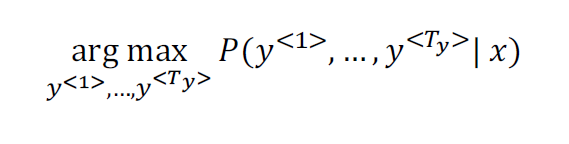 arg max P(y<1>, …, y<Ty>| x)
y<1>,…,y<Ty>